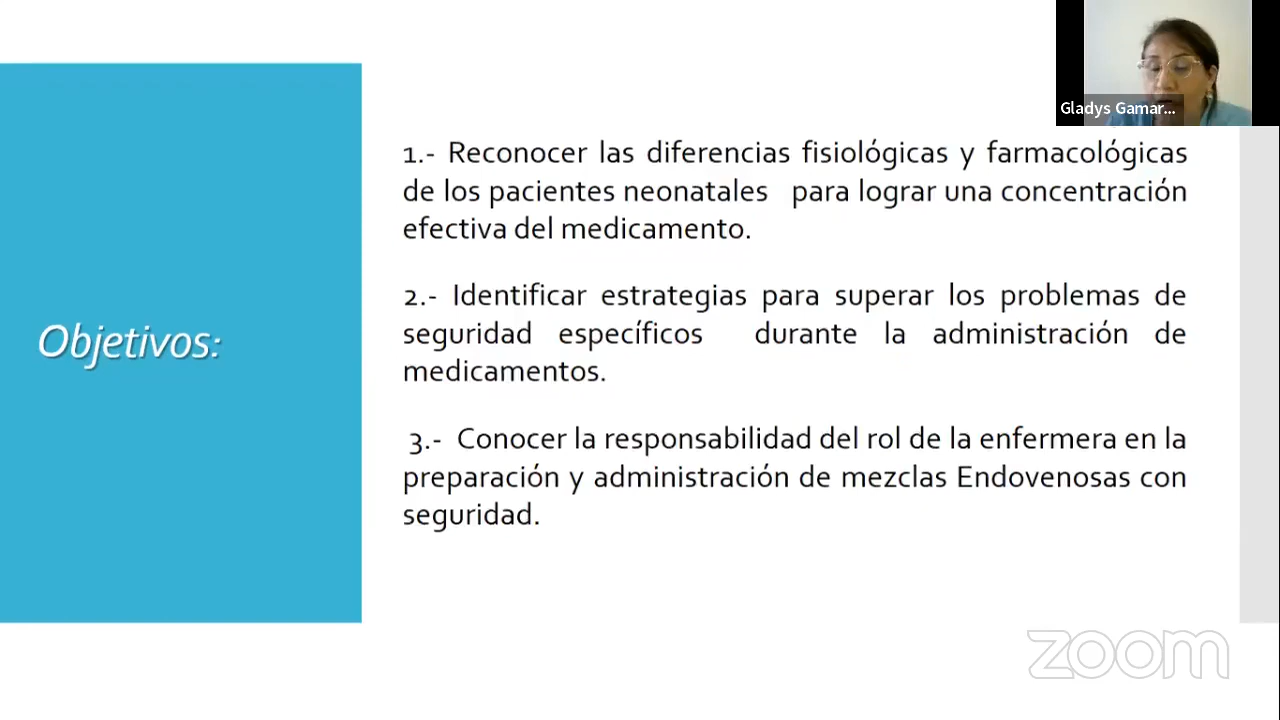 Gladys Gamar...
1.- Reconocer las diferencias fisiológicas y farmacológicas
de los pacientes neonatales para lograr una concentración
efectiva del medicamento.
2.- Identificar estrategias para superar los problemas de
seguridad específicos durante la administración de
medicamentos.
Objetivos:
3.- Conocer la responsabilidad del rol de la enfermera en la
preparación y administración de mezclas Endovenosas con
seguridad.
zoom